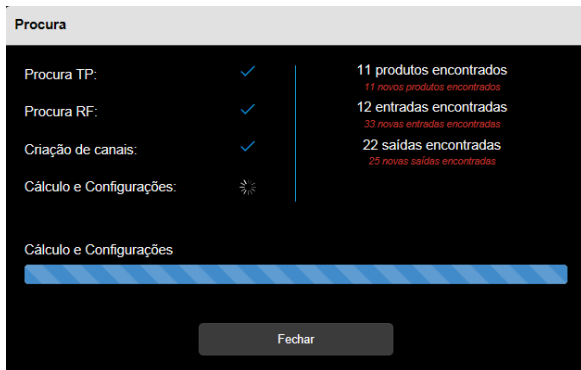 Procura
Procura TP:
Procura RF:
Criação de canais:
Cálculo e Configurações:
11 produtos encontrados
11 novos produtos encontrados
12 entradas encontradas
33 novas entradas encontradas
22 saídas encontradas
25 novas saídas encontradas
Cálculo e Configurações
Fechar